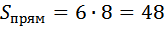 Sпрям = 6 · 8 = 48